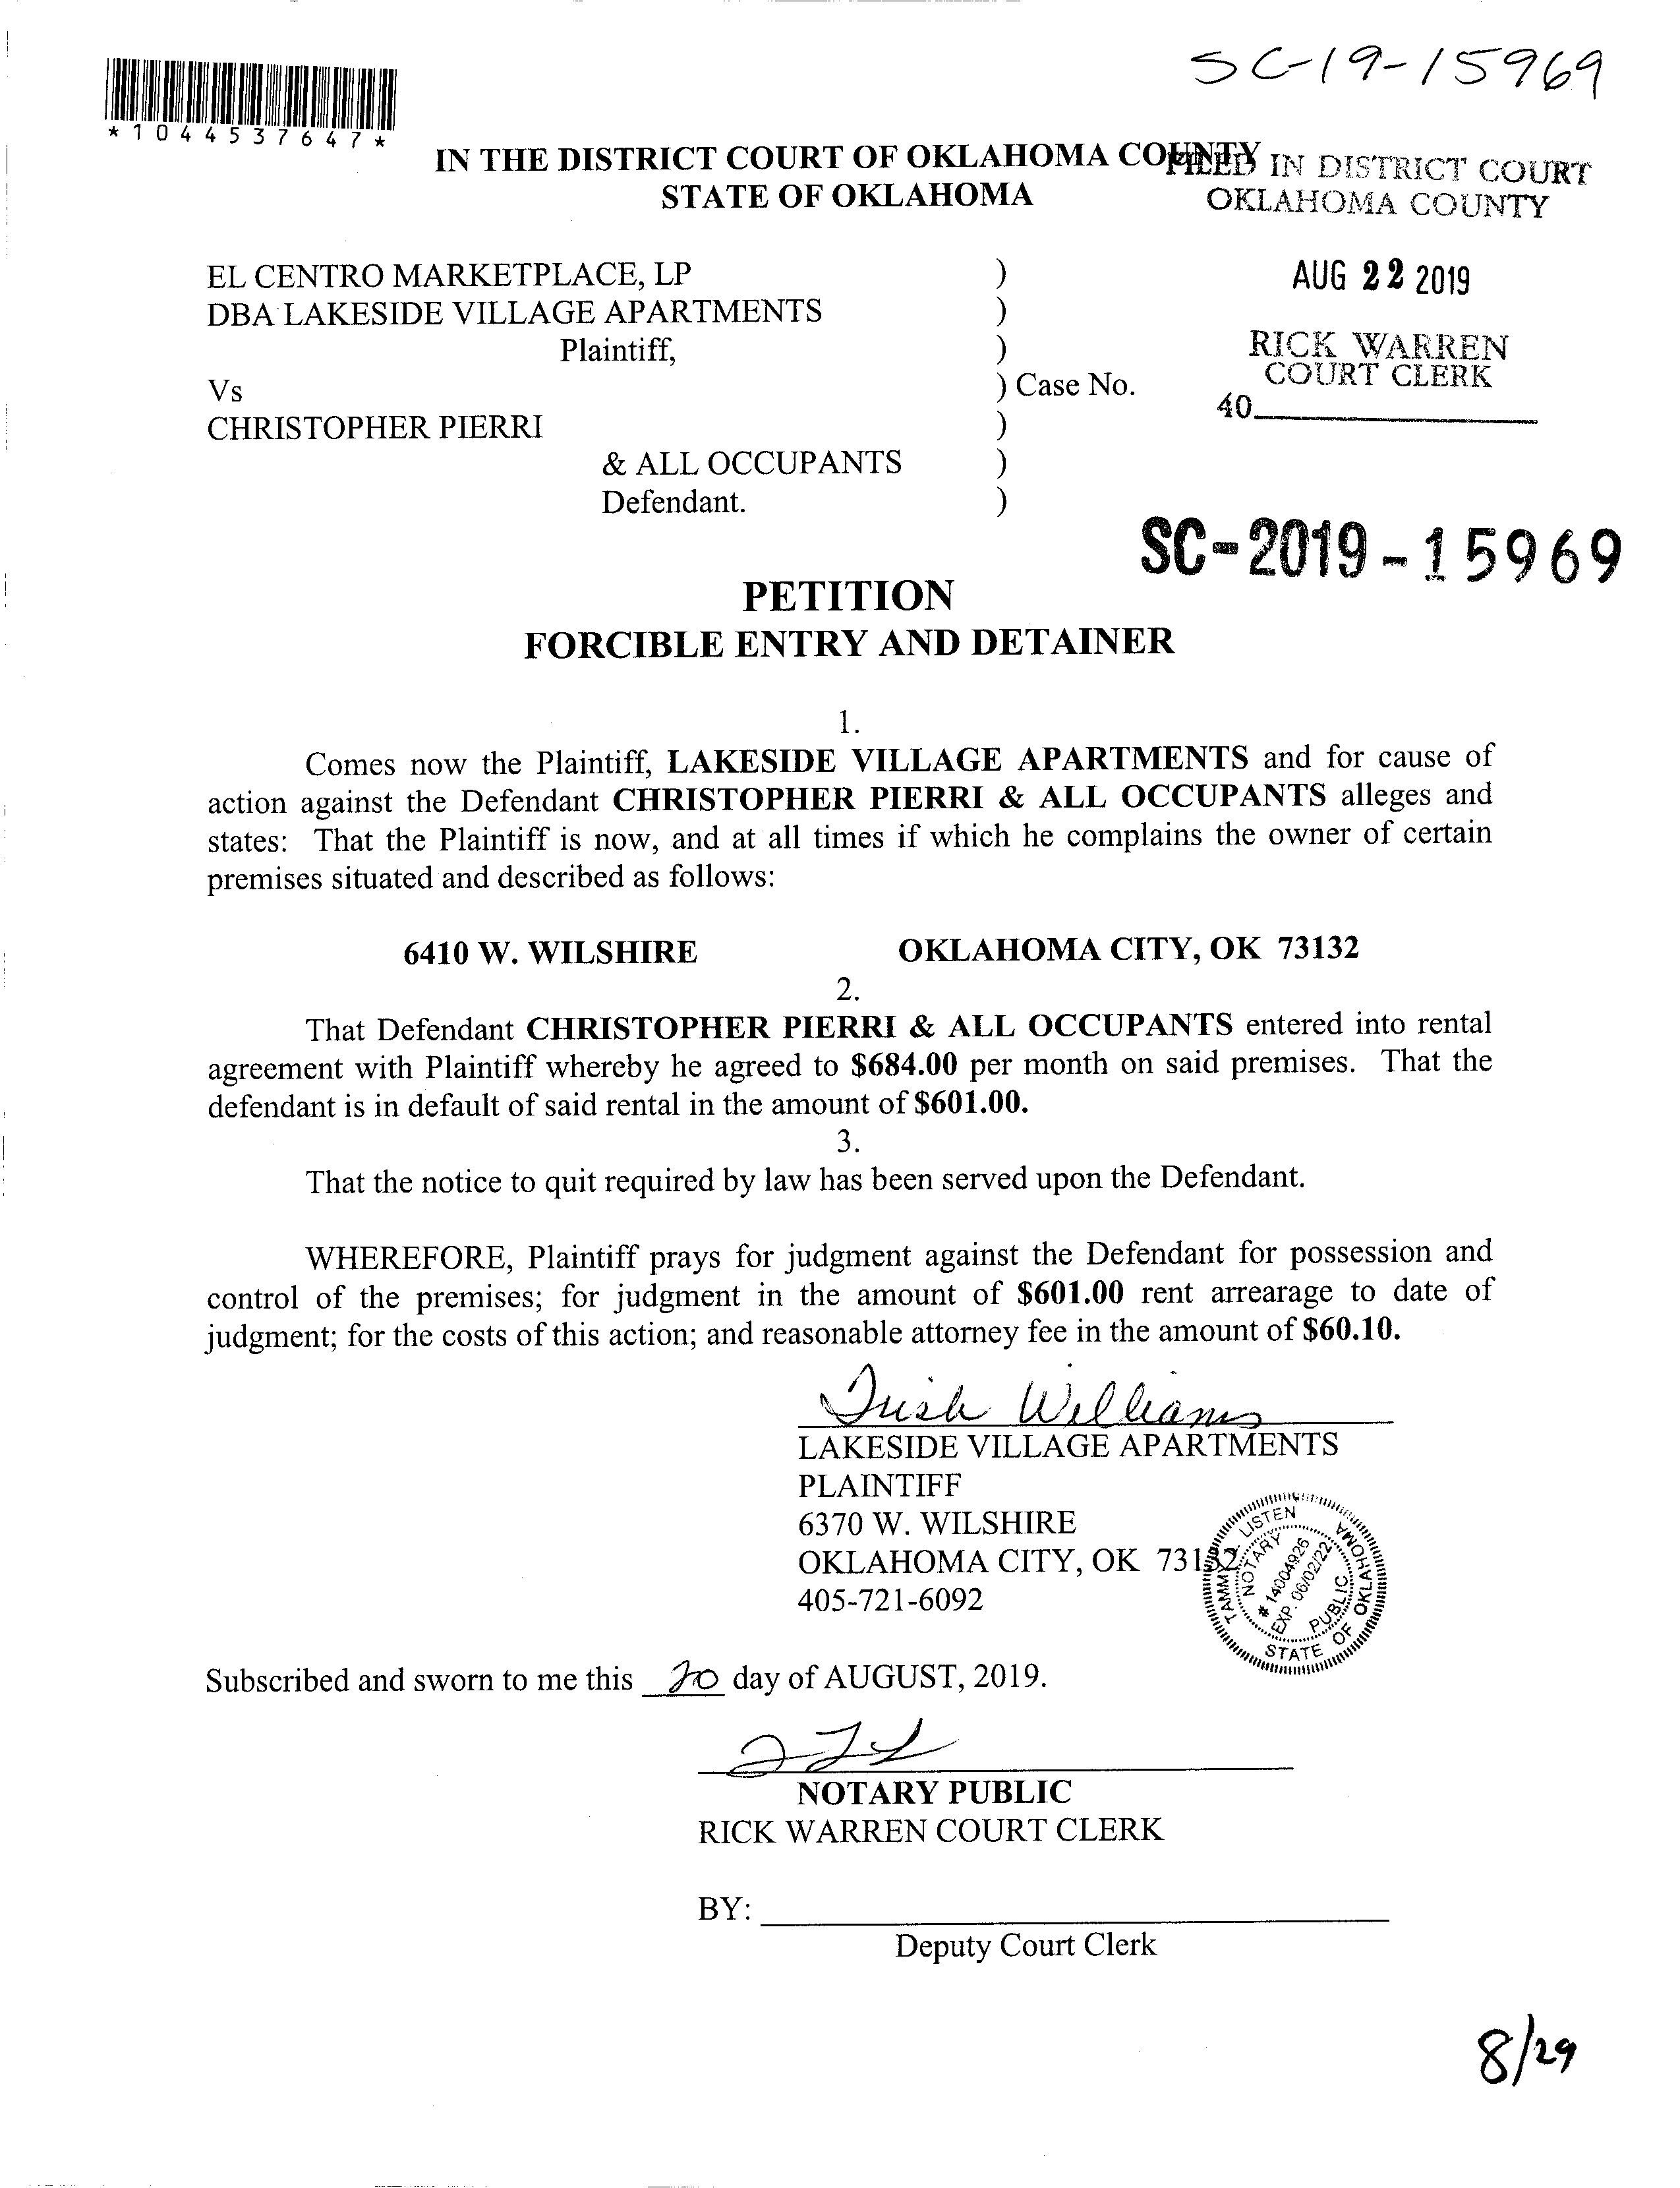 SC-19-15969
*1044537647*
IN THE DISTRICT COURT OF OKLAHOMA COUNTY
STATE OF OKLAHOMA
FILED IN DISTRICT COURT
OKLAHOMA COUNTY
AUG 22 2019
RICK WARREN
COURT CLERK
40
EL CENTRO MARKETPLACE, LP )
DBA LAKESIDE VILLAGE APARTMENTS )
Plaintiff, )
Vs ) Case No.
CHRISTOPHER PIERRI )
& ALL OCCUPANTS )
Defendant. )
SC-2019-15969
PETITION
FORCIBLE ENTRY AND DETAINER
1.
Comes now the Plaintiff, LAKESIDE VILLAGE APARTMENTS and for cause of
action against the Defendant CHRISTOPHER PIERRI & ALL OCCUPANTS alleges and
states: That the Plaintiff is now, and at all times if which he complains the owner of certain
premises situated and described as follows:
6410 W. WILSHIRE OKLAHOMA CITY, OK 73132
2.
That Defendant CHRISTOPHER PIERRI & ALL OCCUPANTS entered into rental
agreement with Plaintiff whereby he agreed to $684.00 per month on said premises. That the
defendant is in default of said rental in the amount of $601.00.
3.
That the notice to quit required by law has been served upon the Defendant.
WHEREFORE, Plaintiff prays for judgment against the Defendant for possession and
control of the premises; for judgment in the amount of $601.00 rent arrearage to date of
judgment; for the costs of this action; and reasonable attorney fee in the amount of $60.10.
Trish Williams
LAKESIDE VILLAGE APARTMENTS
PLAINTIFF
6370 W. WILSHIRE
OKLAHOMA CITY, OK 73132
405-721-6092
TAMMY LISTEN
NOTARY PUBLIC
# 14004926
EXP. 06/02/22
STATE OF OKLAHOMA
Subscribed and sworn to me this 20 day of AUGUST, 2019.
NOTARY PUBLIC
RICK WARREN COURT CLERK
BY:
Deputy Court Clerk
8/29